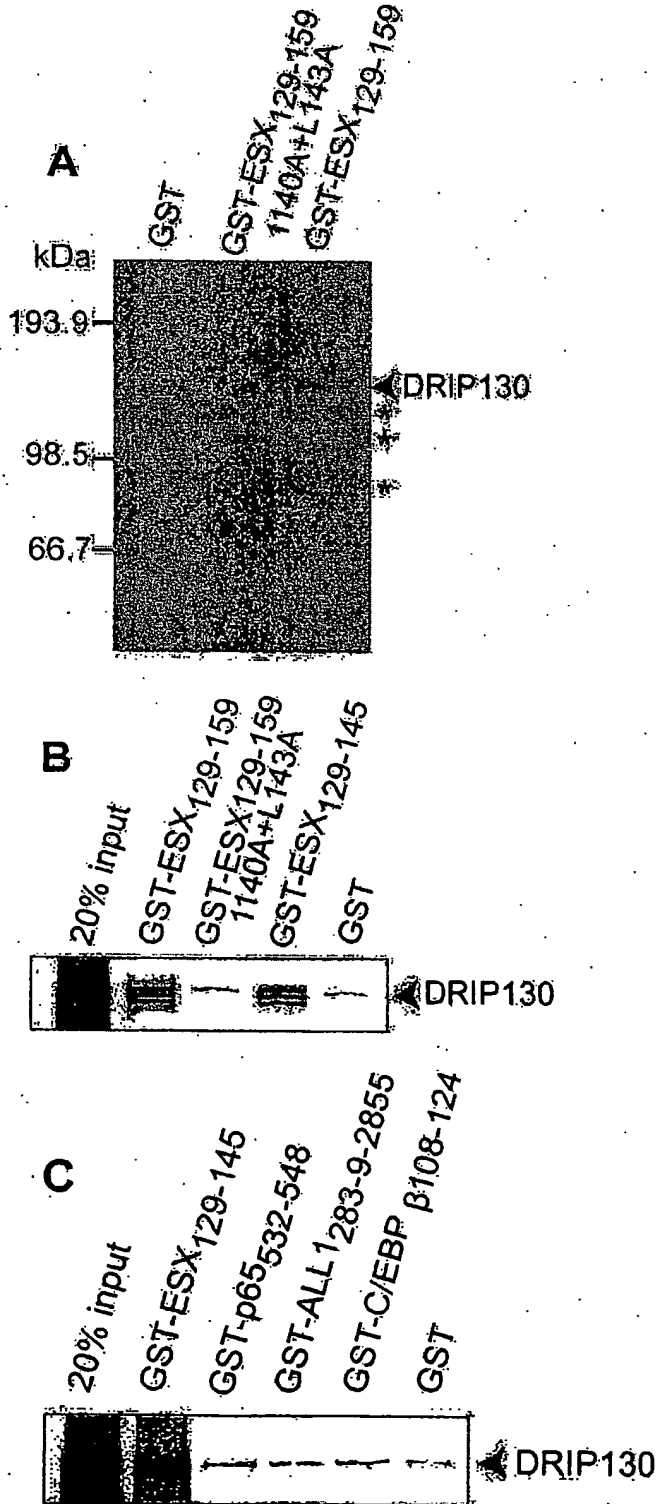 A
GST
GST-ESX129-159
1140A+L143A
GST-ESX129-159
kDa
193.9
DRIP130
*
*
98.5
*
66.7
B
20% input
GST-ESX129-159
GST-ESX129-159
1140A+L143A
GST-ESX129-145
GST
DRIP130
C
20% input
GST-ESX129-145
GST-p65532-548
GST-ALL1283-9-2855
GST-C/EBP β108-124
GST
DRIP130